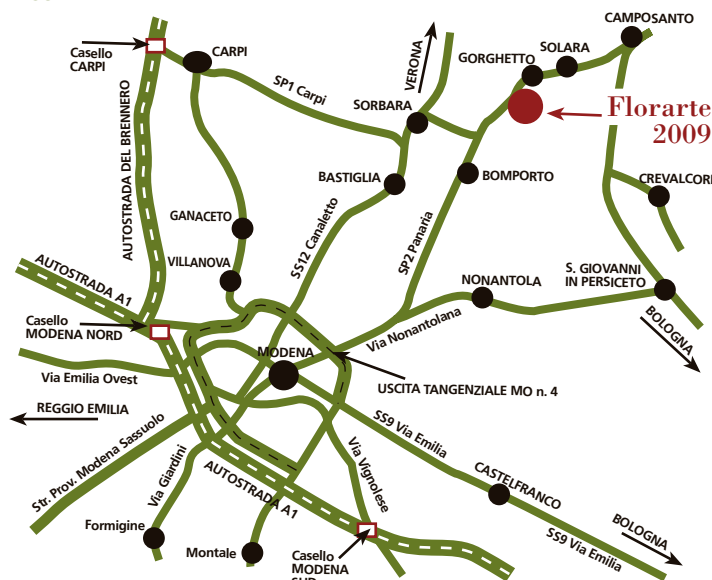 CAMPOSANTO
SOLARA
GORGHETTO
VERONA
Casello
CARPI
CARPI
SP1 Carpi
SORBARA
Florarte
2009
AUTOSTRADA DEL BRENNERO
BASTIGLIA
BOMPORTO
CREVALCORE
GANACETO
SS12 Canaletto
SP2 Panaria
VILLANOVA
AUTOSTRADA A1
NONANTOLA
S. GIOVANNI
IN PERSICETO
Casello
MODENA NORD
Via Nonantolana
BOLOGNA
MODENA
Via Emilia Ovest
USCITA TANGENZIALE MO n. 4
REGGIO EMILIA
SS9 Via Emilia
Str. Prov. Modena Sassuolo
Via Giardini
AUTOSTRADA A1
Via Vignolese
CASTELFRANCO
Formigine
Montale
Casello
MODENA
SUD
BOLOGNA
SS9 Via Emilia